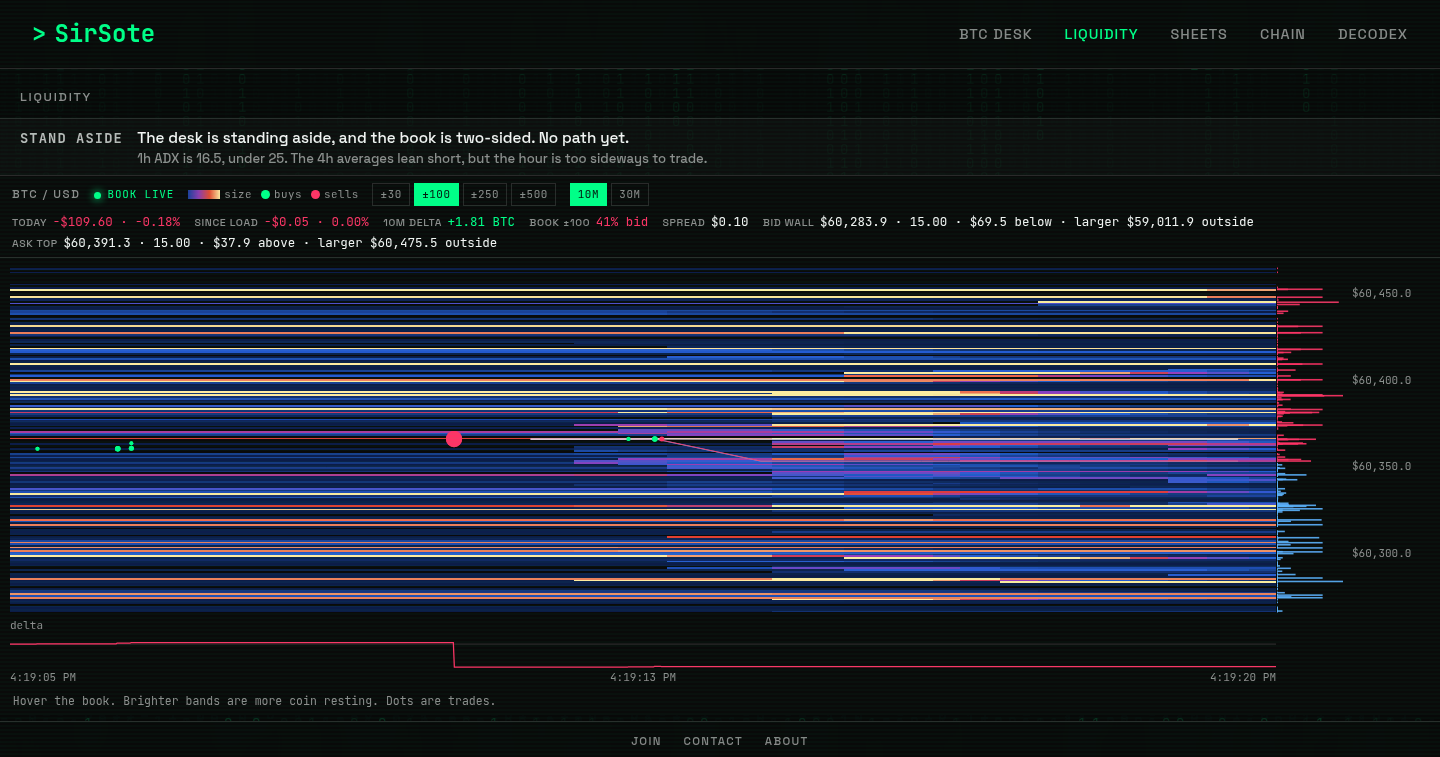 > SirSote
BTC DESK LIQUIDITY SHEETS CHAIN DECODEX
LIQUIDITY
STAND ASIDE The desk is standing aside, and the book is two-sided. No path yet.
1h ADX is 16.5, under 25. The 4h averages lean short, but the hour is too sideways to trade.
BTC / USD BOOK LIVE size buys sells ±30 ±100 ±250 ±500 10M 30M
TODAY -$109.60 · -0.18% SINCE LOAD -$0.05 · 0.00% 10M DELTA +1.81 BTC BOOK ±100 41% bid SPREAD $0.10 BID WALL $60,283.9 · 15.00 · $69.5 below · larger $59,011.9 outside
ASK TOP $60,391.3 · 15.00 · $37.9 above · larger $60,475.5 outside
$60,450.0
$60,400.0
$60,350.0
$60,300.0
delta
4:19:05 PM 4:19:13 PM 4:19:20 PM
Hover the book. Brighter bands are more coin resting. Dots are trades.
JOIN CONTACT ABOUT